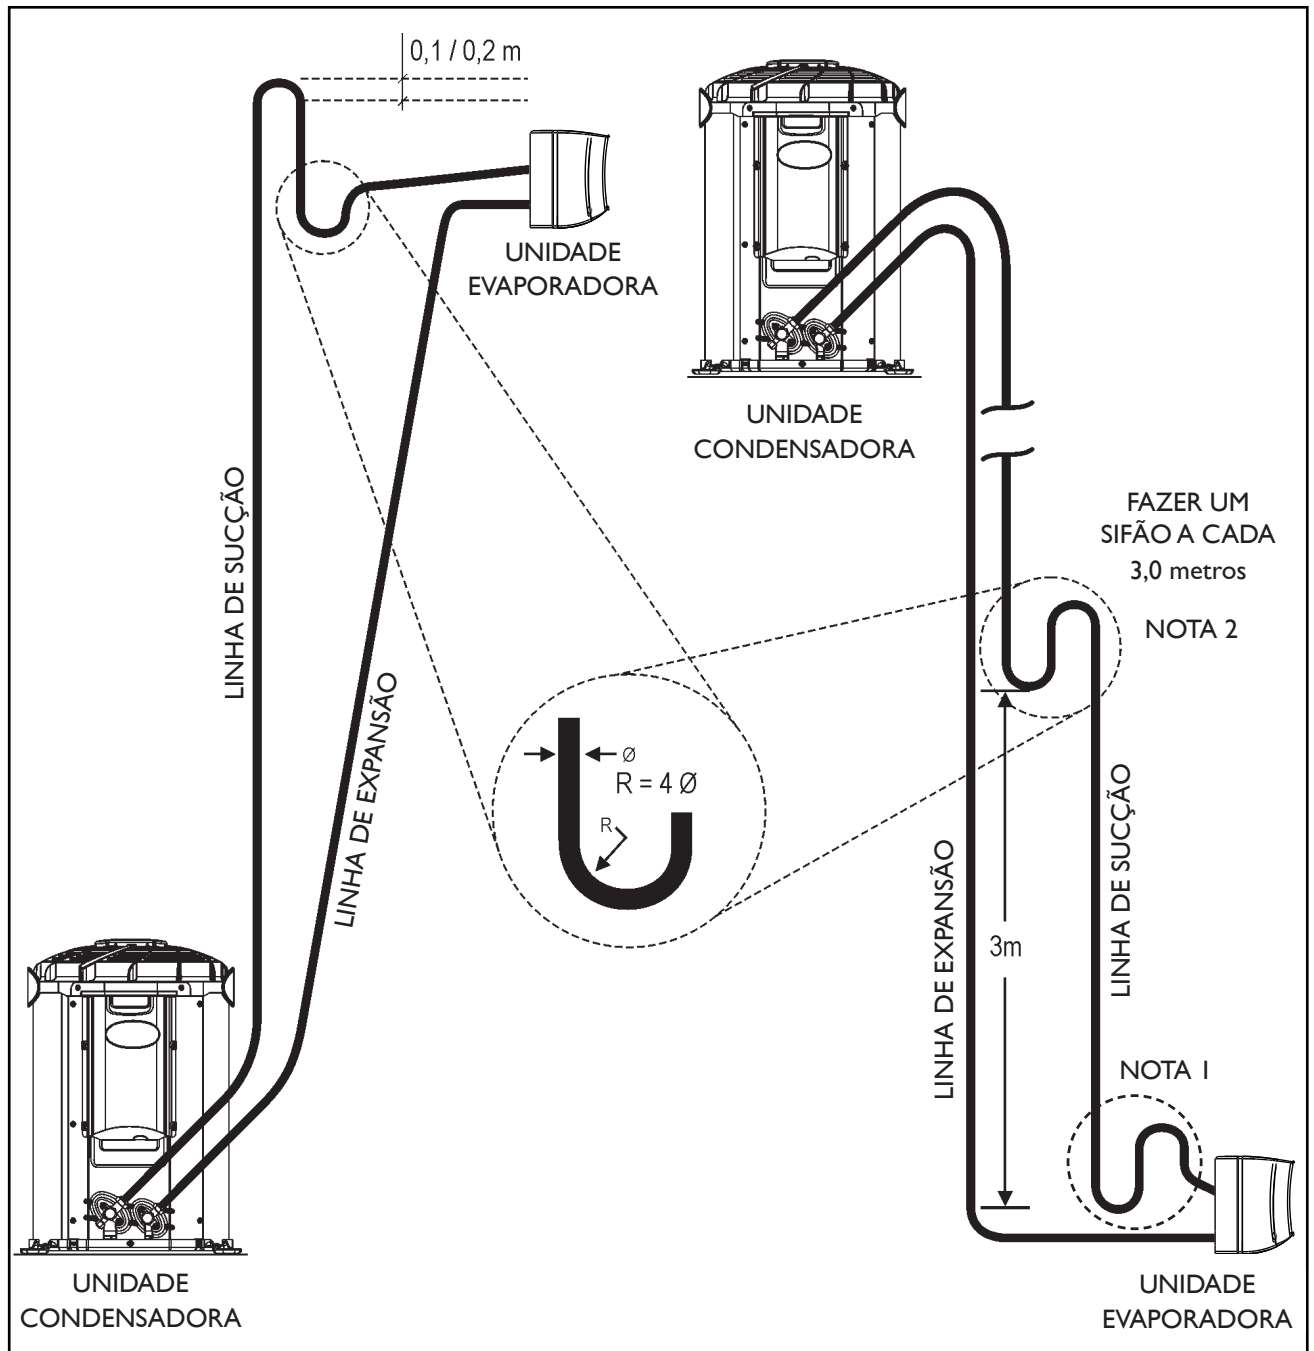 0,1 / 0,2 m
UNIDADE
EVAPORADORA
UNIDADE
CONDENSADORA
LINHA DE SUCÇÃO
LINHA DE EXPANSÃO
FAZER UM
SIFÃO A CADA
3,0 metros
NOTA 2
Ø
R = 4 Ø
R
LINHA DE EXPANSÃO
3m
LINHA DE SUCÇÃO
NOTA 1
UNIDADE
CONDENSADORA
UNIDADE
EVAPORADORA